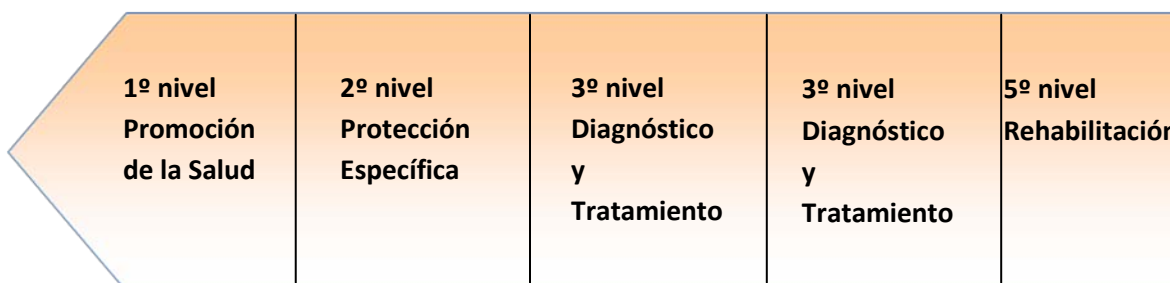 1º nivel
Promoción
de la Salud
2º nivel
Protección
Específica
3º nivel
Diagnóstico
y
Tratamiento
3º nivel
Diagnóstico
y
Tratamiento
5º nivel
Rehabilitación